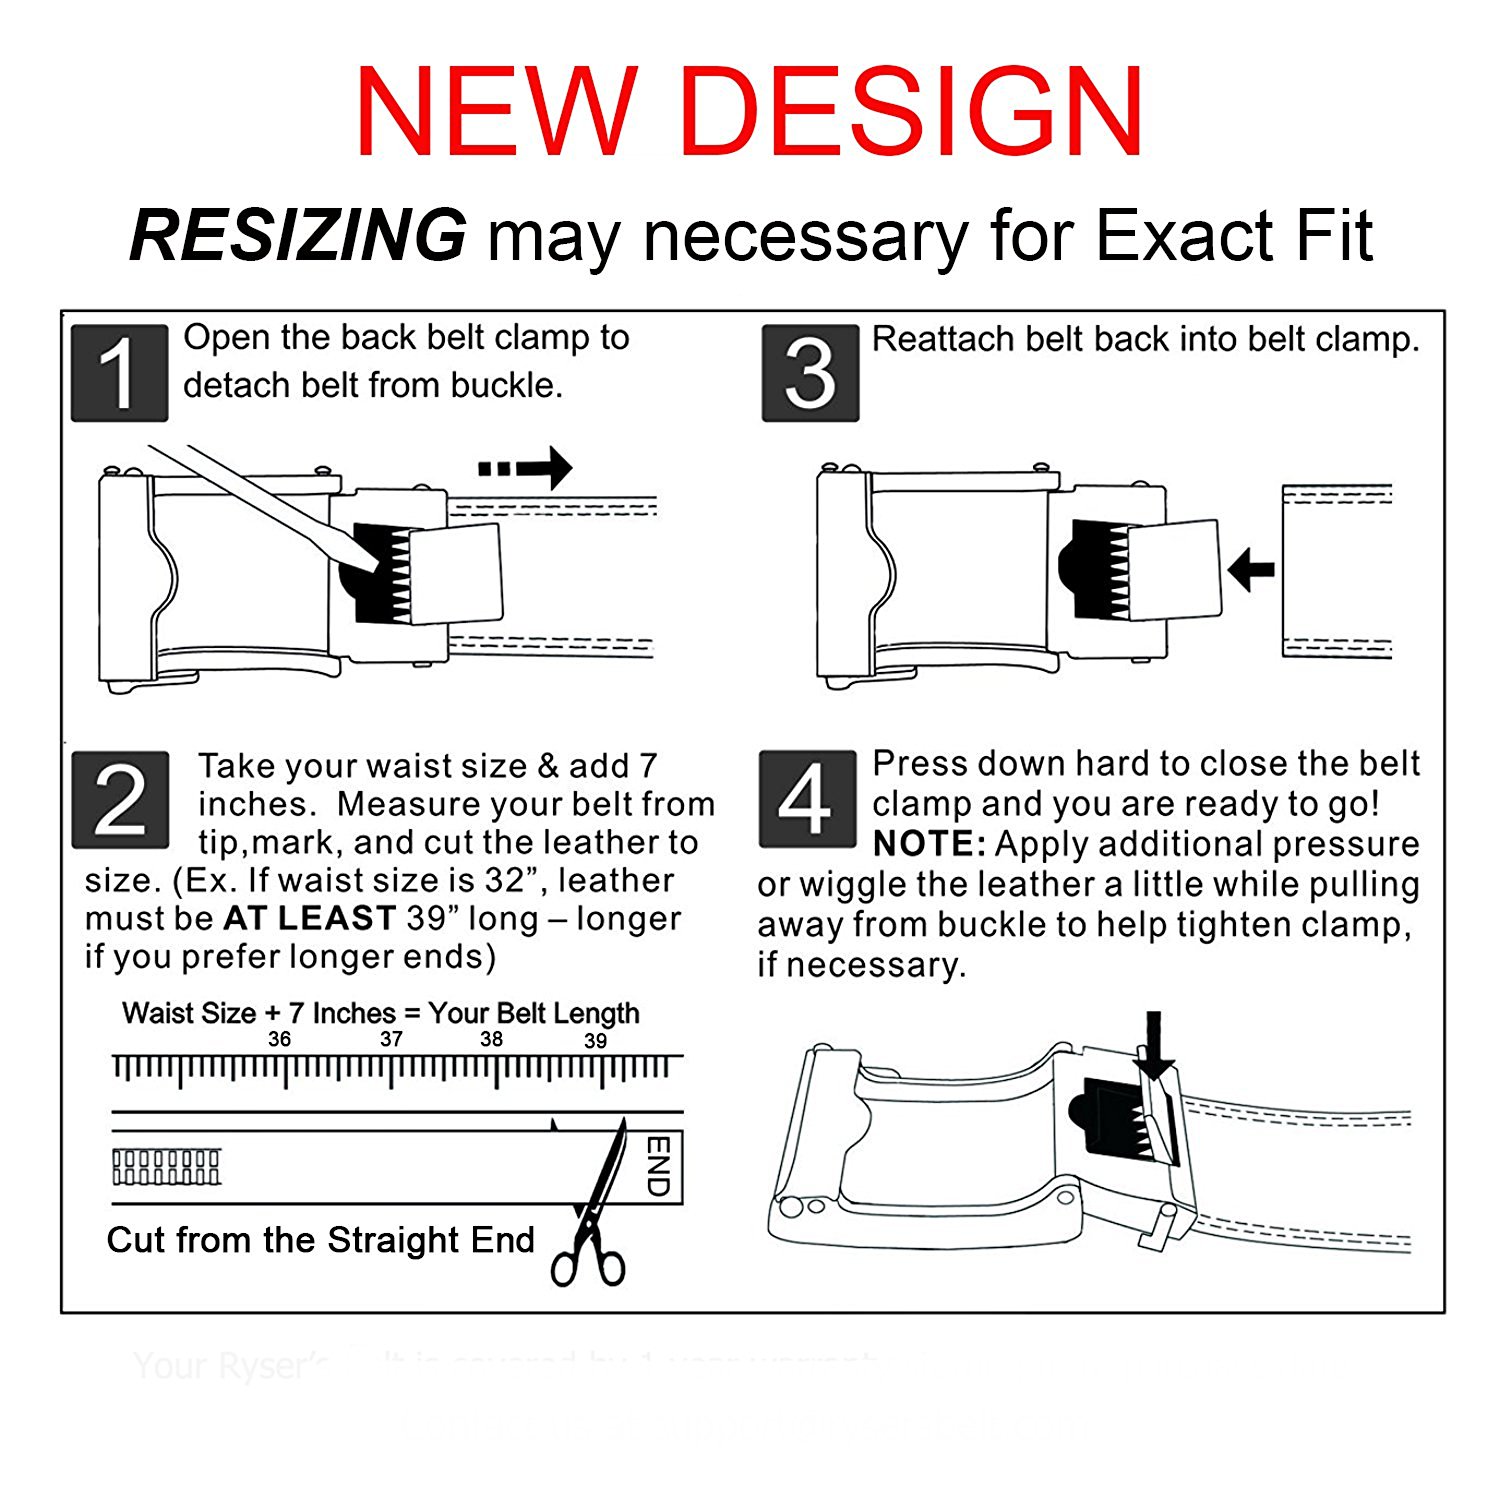 NEW DESIGN
RESIZING may necessary for Exact Fit
1
Open the back belt clamp to
detach belt from buckle.
2
Take your waist size & add 7
inches. Measure your belt from
tip,mark, and cut the leather to
size. (Ex. If waist size is 32”, leather
must be AT LEAST 39” long – longer
if you prefer longer ends)
Waist Size + 7 Inches = Your Belt Length
36 37 38 39
END
Cut from the Straight End
3
Reattach belt back into belt clamp.
4
Press down hard to close the belt
clamp and you are ready to go!
NOTE: Apply additional pressure
or wiggle the leather a little while pulling
away from buckle to help tighten clamp,
if necessary.
Your Ryser’s